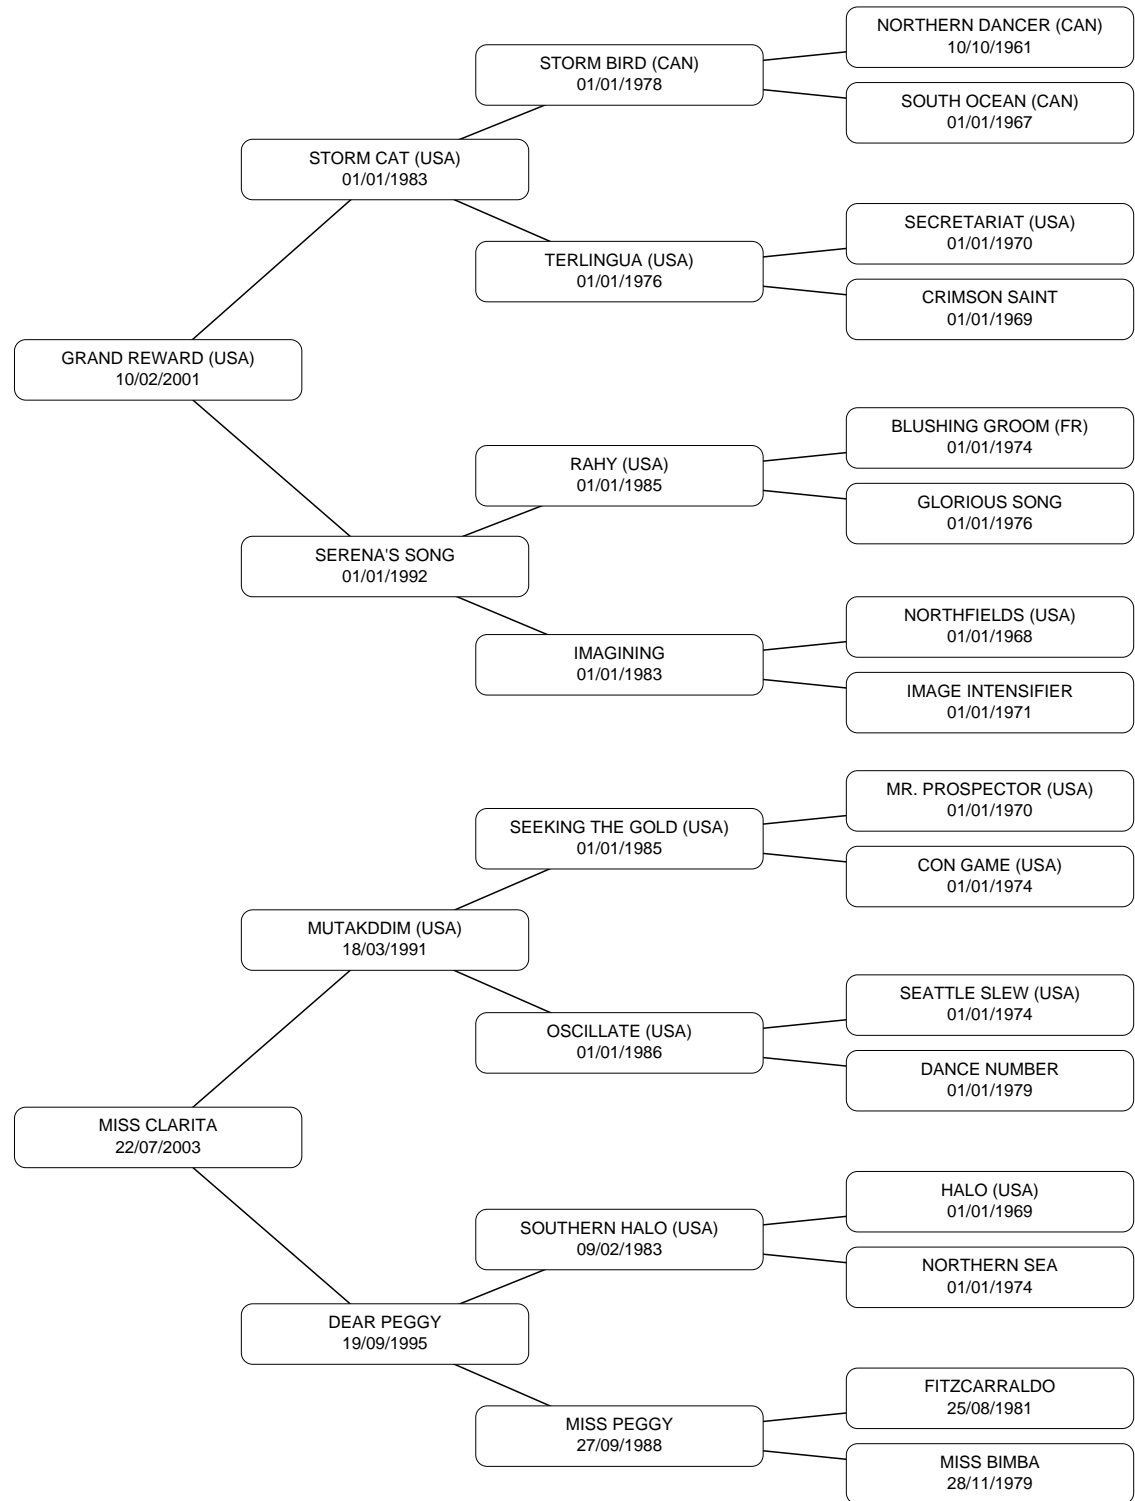 NORTHERN DANCER (CAN)
10/10/1961
STORM BIRD (CAN)
01/01/1978
SOUTH OCEAN (CAN)
01/01/1967
STORM CAT (USA)
01/01/1983
SECRETARIAT (USA)
01/01/1970
TERLINGUA (USA)
01/01/1976
CRIMSON SAINT
01/01/1969
GRAND REWARD (USA)
10/02/2001
BLUSHING GROOM (FR)
01/01/1974
RAHY (USA)
01/01/1985
GLORIOUS SONG
01/01/1976
SERENA'S SONG
01/01/1992
NORTHFIELDS (USA)
01/01/1968
IMAGINING
01/01/1983
IMAGE INTENSIFIER
01/01/1971
MR. PROSPECTOR (USA)
01/01/1970
SEEKING THE GOLD (USA)
01/01/1985
CON GAME (USA)
01/01/1974
MUTAKDDIM (USA)
18/03/1991
SEATTLE SLEW (USA)
01/01/1974
OSCILLATE (USA)
01/01/1986
DANCE NUMBER
01/01/1979
MISS CLARITA
22/07/2003
HALO (USA)
01/01/1969
SOUTHERN HALO (USA)
09/02/1983
NORTHERN SEA
01/01/1974
DEAR PEGGY
19/09/1995
FITZCARRALDO
25/08/1981
MISS PEGGY
27/09/1988
MISS BIMBA
28/11/1979